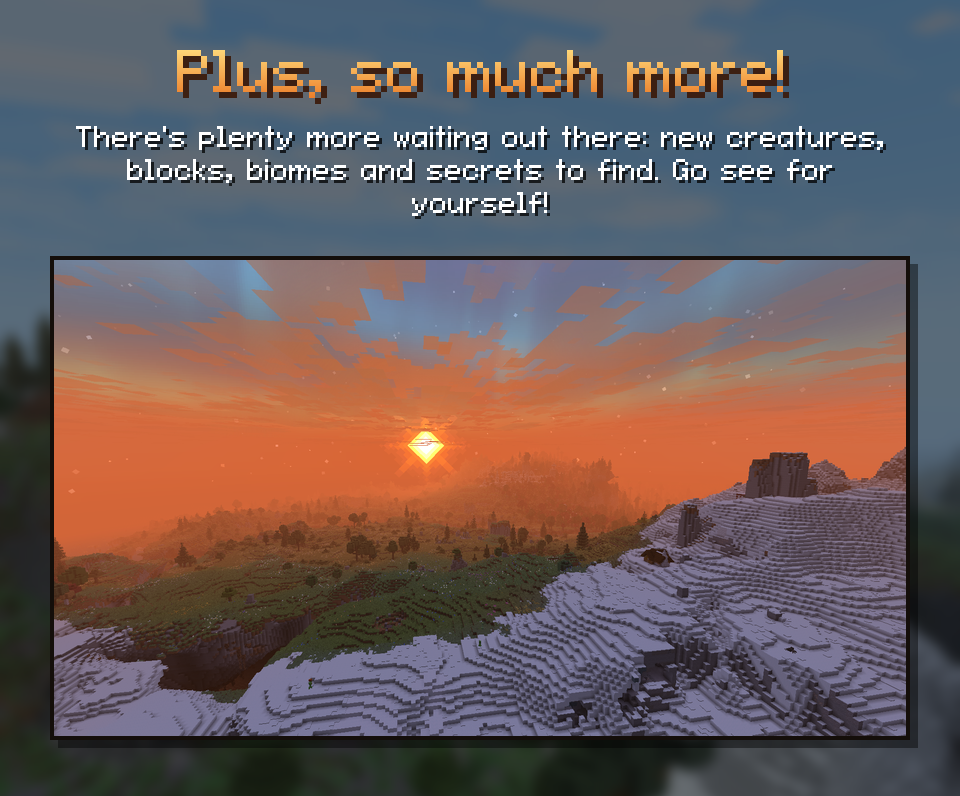 Plus, so much more!
There's plenty more waiting out there: new creatures,
blocks, biomes and secrets to find. Go see for
yourself!